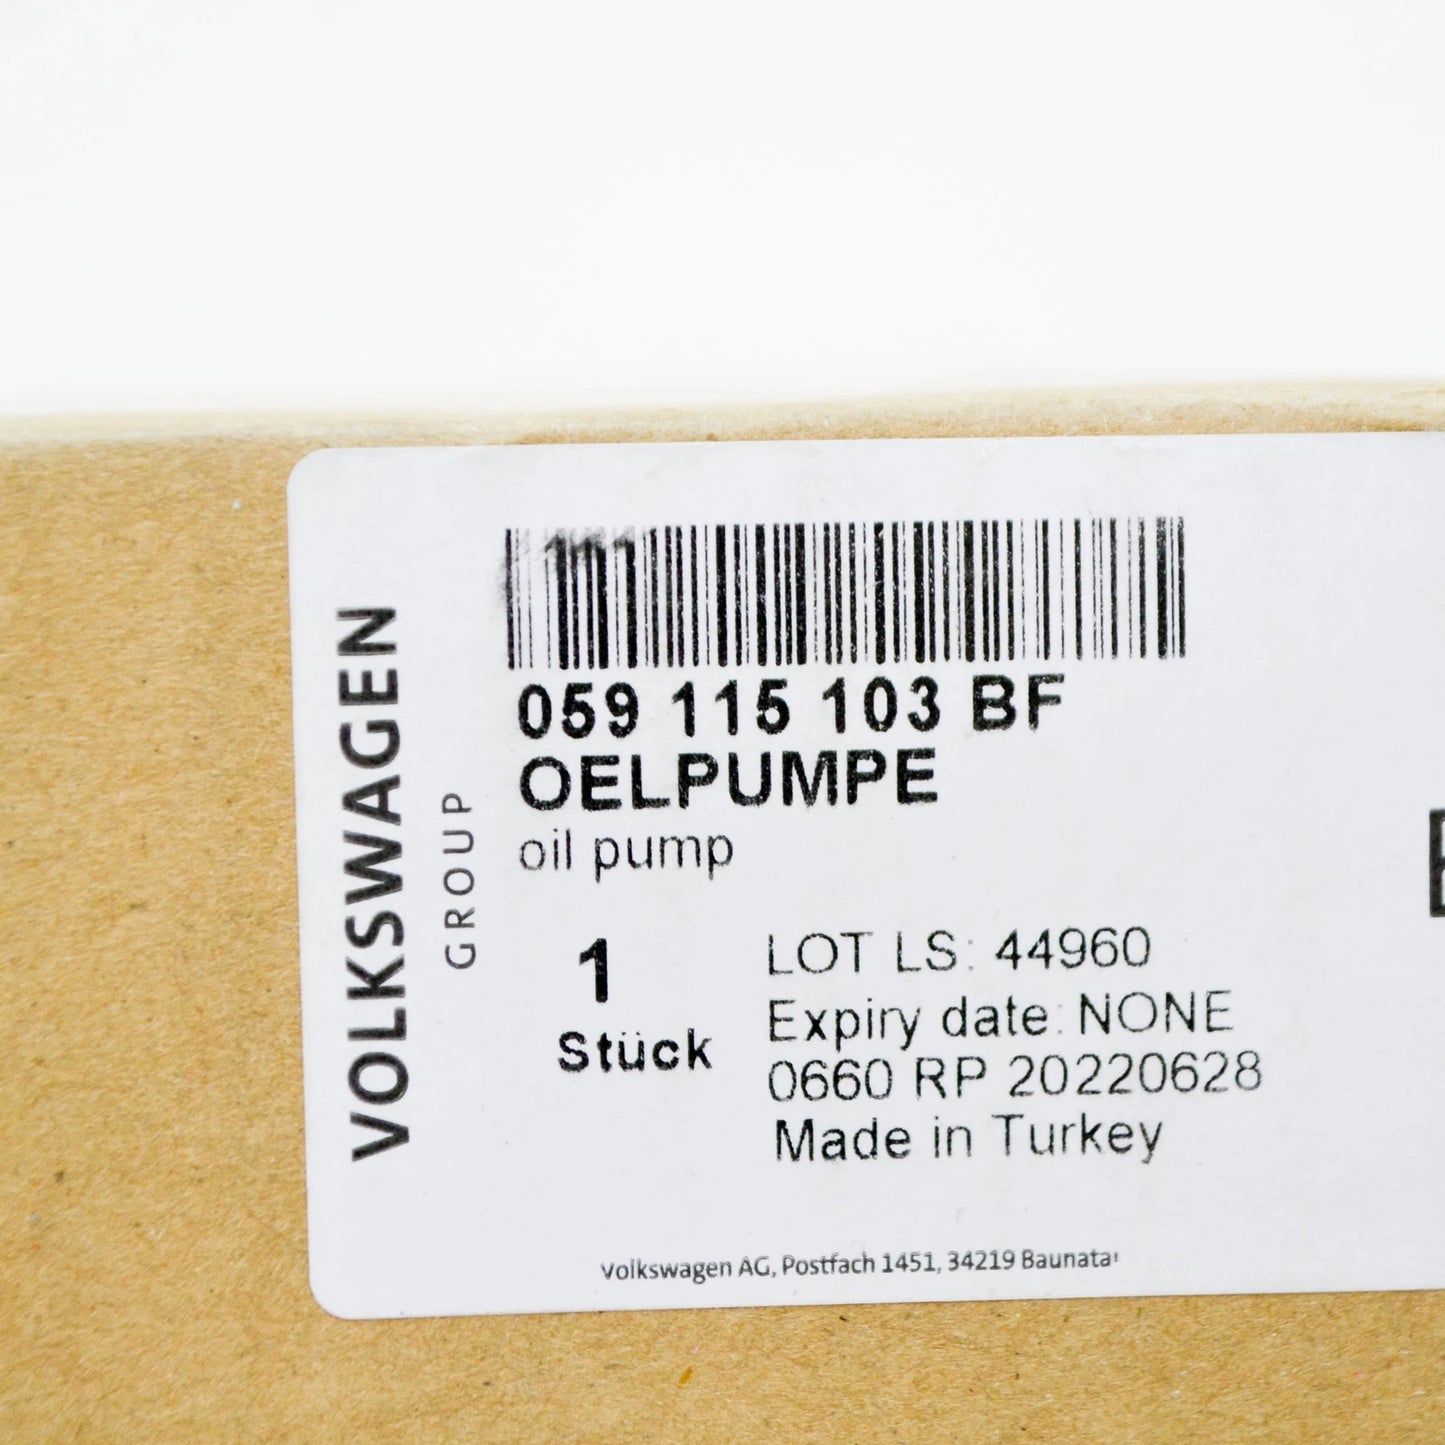 VOLKSWAGEN
GROUP
059 115 103 BF
OELPUMPE
oil pump
1
Stück
LOT LS: 44960
Expiry date: NONE
0660 RP 20220628
Made in Turkey
Volkswagen AG, Postfach 1451, 34219 Baunatal